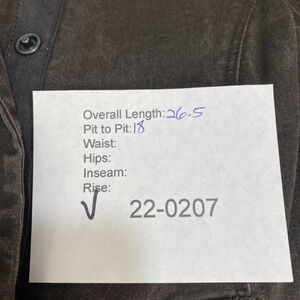 Overall Length: 26.5
Pit to Pit: 18
Waist:
Hips:
Inseam:
Rise:
✓ 22-0207